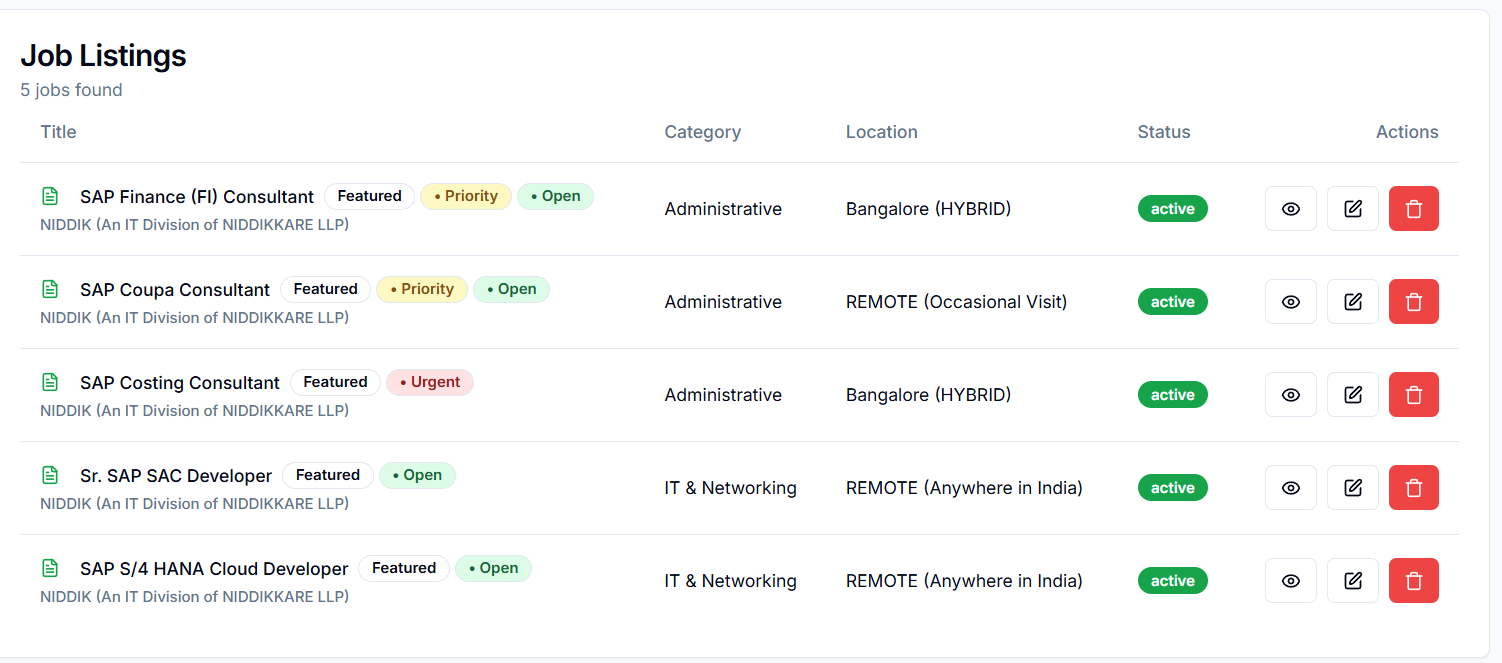 Job Listings
5 jobs found
Title Category Location Status Actions
SAP Finance (FI) Consultant Featured • Priority • Open
NIDDIK (An IT Division of NIDDIKKARE LLP)
Administrative Bangalore (HYBRID) active
SAP Coupa Consultant Featured • Priority • Open
NIDDIK (An IT Division of NIDDIKKARE LLP)
Administrative REMOTE (Occasional Visit) active
SAP Costing Consultant Featured • Urgent
NIDDIK (An IT Division of NIDDIKKARE LLP)
Administrative Bangalore (HYBRID) active
Sr. SAP SAC Developer Featured • Open
NIDDIK (An IT Division of NIDDIKKARE LLP)
IT & Networking REMOTE (Anywhere in India) active
SAP S/4 HANA Cloud Developer Featured • Open
NIDDIK (An IT Division of NIDDIKKARE LLP)
IT & Networking REMOTE (Anywhere in India) active